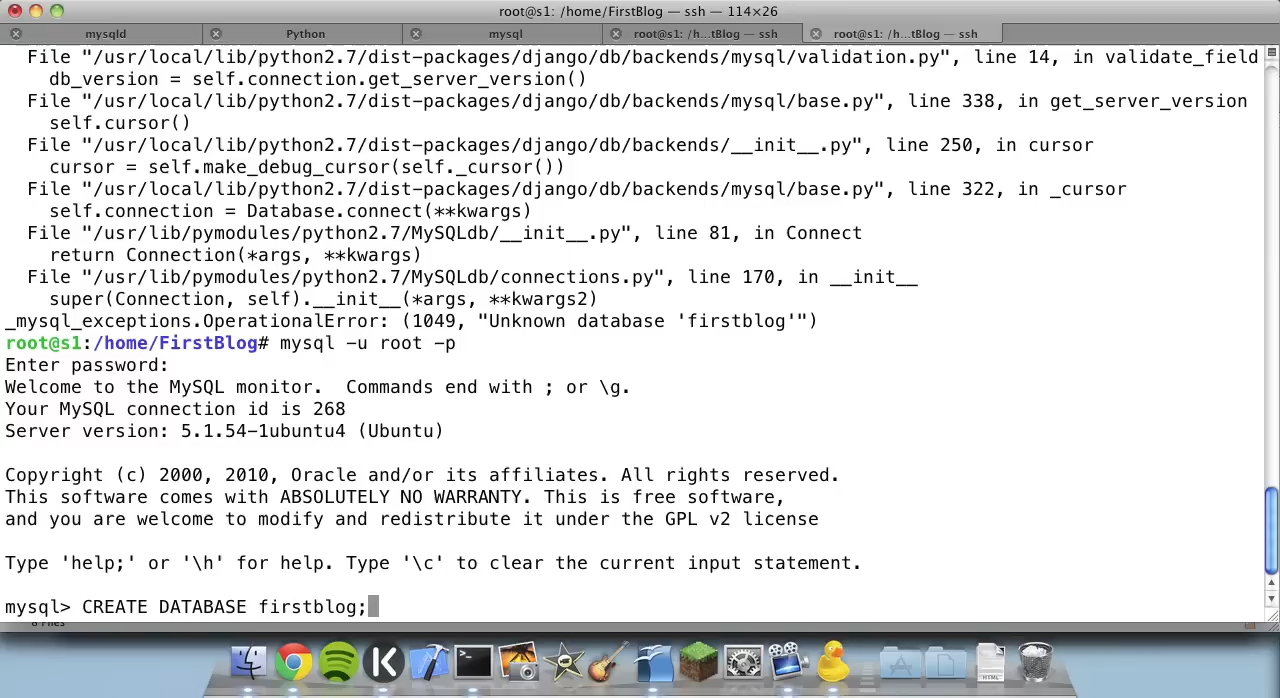 root@s1: /home/FirstBlog — ssh — 114×26
mysqld
Python
mysql
root@s1: /h...tBlog — ssh
root@s1: /h...tBlog — ssh
File "/usr/local/lib/python2.7/dist-packages/django/db/backends/mysql/validation.py", line 14, in validate_field
db_version = self.connection.get_server_version()
File "/usr/local/lib/python2.7/dist-packages/django/db/backends/mysql/base.py", line 338, in get_server_version
self.cursor()
File "/usr/local/lib/python2.7/dist-packages/django/db/backends/__init__.py", line 250, in cursor
cursor = self.make_debug_cursor(self._cursor())
File "/usr/local/lib/python2.7/dist-packages/django/db/backends/mysql/base.py", line 322, in _cursor
self.connection = Database.connect(**kwargs)
File "/usr/lib/pymodules/python2.7/MySQLdb/__init__.py", line 81, in Connect
return Connection(*args, **kwargs)
File "/usr/lib/pymodules/python2.7/MySQLdb/connections.py", line 170, in __init__
super(Connection, self).__init__(*args, **kwargs2)
_mysql_exceptions.OperationalError: (1049, "Unknown database 'firstblog'")
root@s1:/home/FirstBlog# mysql -u root -p
Enter password:
Welcome to the MySQL monitor.  Commands end with ; or \g.
Your MySQL connection id is 268
Server version: 5.1.54-1ubuntu4 (Ubuntu)
Copyright (c) 2000, 2010, Oracle and/or its affiliates. All rights reserved.
This software comes with ABSOLUTELY NO WARRANTY. This is free software,
and you are welcome to modify and redistribute it under the GPL v2 license
Type 'help;' or '\h' for help. Type '\c' to clear the current input statement.
mysql> CREATE DATABASE firstblog;
HTML